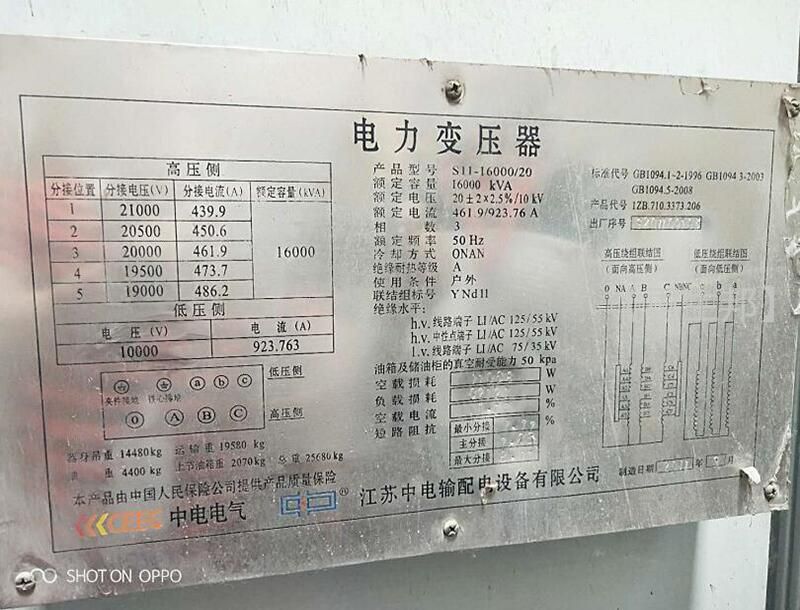 电力变压器
高压侧
分接位置 分接电压(V) 分接电流(A) 额定容量(kVA)
1 21000 439.9
2 20500 450.6
3 20000 461.9 16000
4 19500 473.7
5 19000 486.2
低压侧
电压(V) 电流(A)
10000 923.763
a b c 低压侧
夹件接地 铁心接地
0 A B C 高压侧
器身吊重 14480 kg 运输重 19580 kg
油重 4400 kg 上节油箱重 2070 kg 总重 25680 kg
本产品由中国人民保险公司提供产品质量保险
CEEG 中电电气
产品型号 S11-16000/20
额定容量 16000 kVA
额定电压 20±2×2.5%/10 kV
额定电流 461.9/923.76 A
相数 3
额定频率 50 Hz
冷却方式 ONAN
绝缘耐热等级 A
使用条件 户外
联结组标号 YNd11
绝缘水平:
h.v. 线路端子 LI/AC 125/55 kV
h.v. 中性点端子 LI/AC 125/55 kV
l.v. 线路端子 LI/AC 75/35 kV
油箱及储油柜的真空耐受能力 50 kpa
空载损耗 W
负载损耗 W
空载电流 %
短路阻抗 最小分接 %
主分接
最大分接
® 江苏中电输配电设备有限公司
标准代号 GB1094.1-2-1996 GB1094.3-2003
GB1094.5-2008
产品代号 1ZB.710.3373.206
出厂序号
高压绕组联结图 低压绕组联结图
(面向高压侧) (面向低压侧)
0 NA A B C NB NC c b a
制造日期 年 月
SHOT ON OPPO